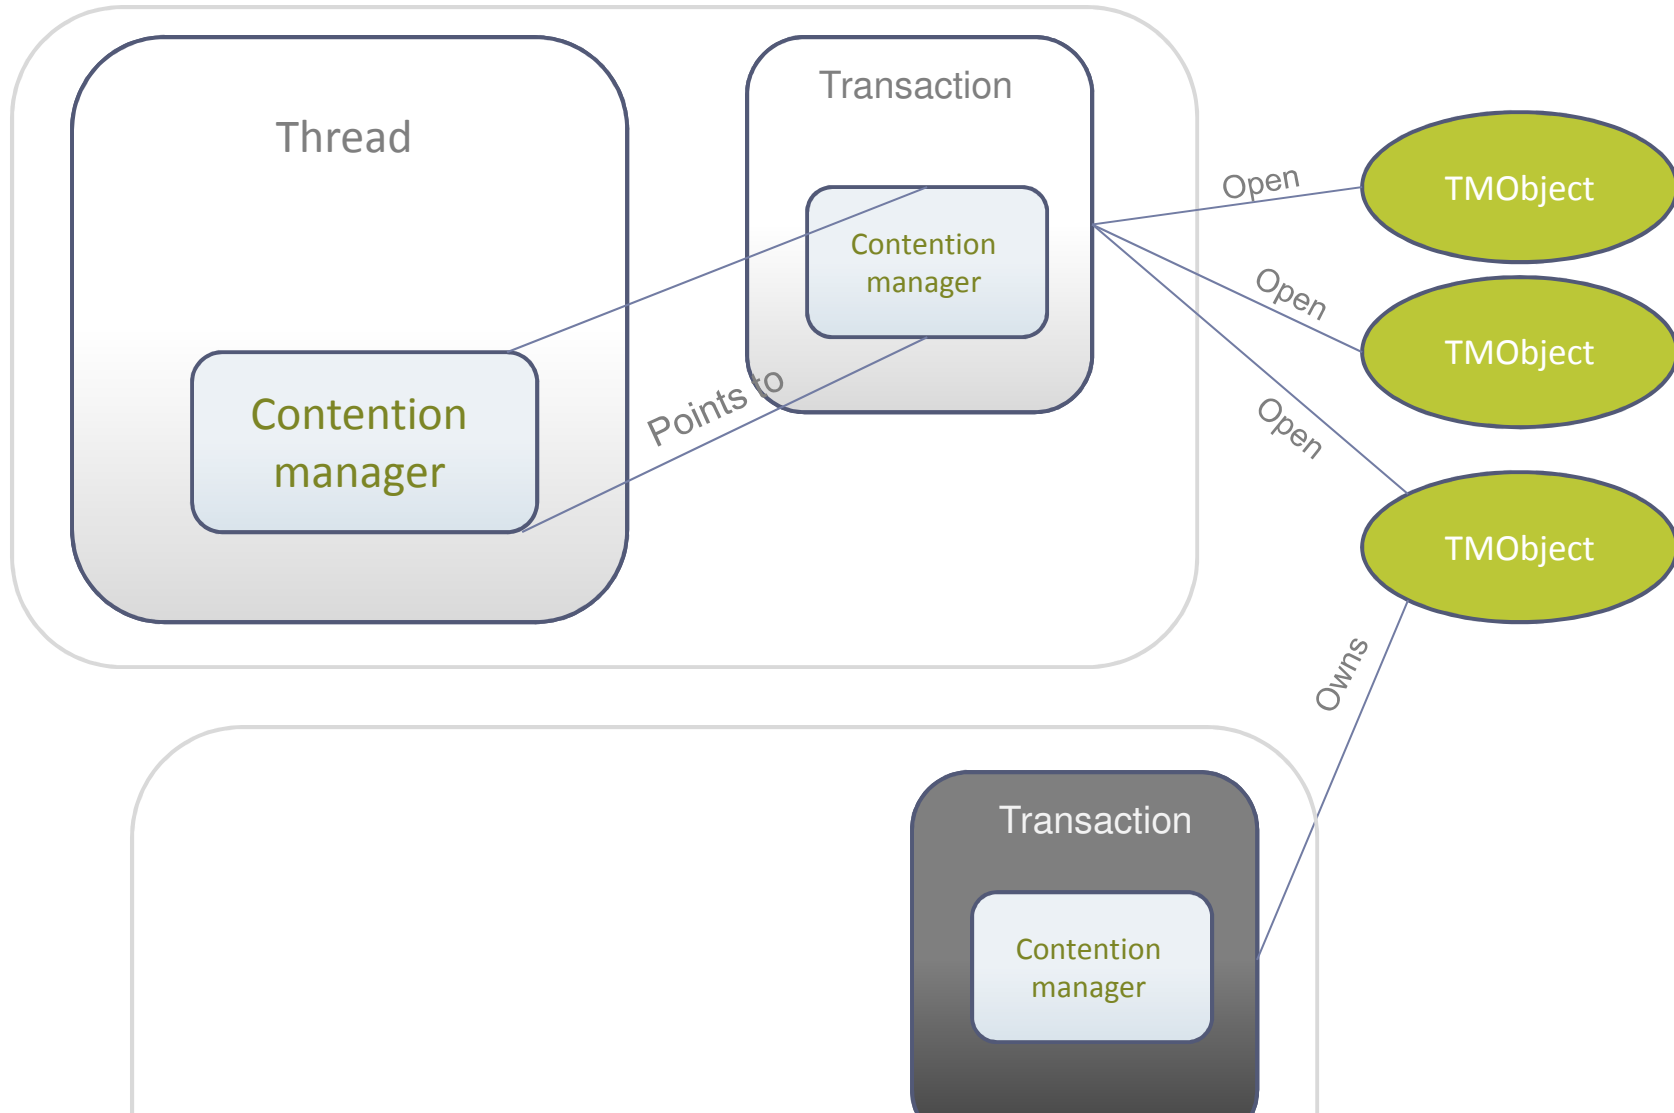 Thread
Transaction
Contention
manager
Contention
manager
Points to
Open
Open
Open
TMObject
TMObject
TMObject
Owns
Transaction
Contention
manager